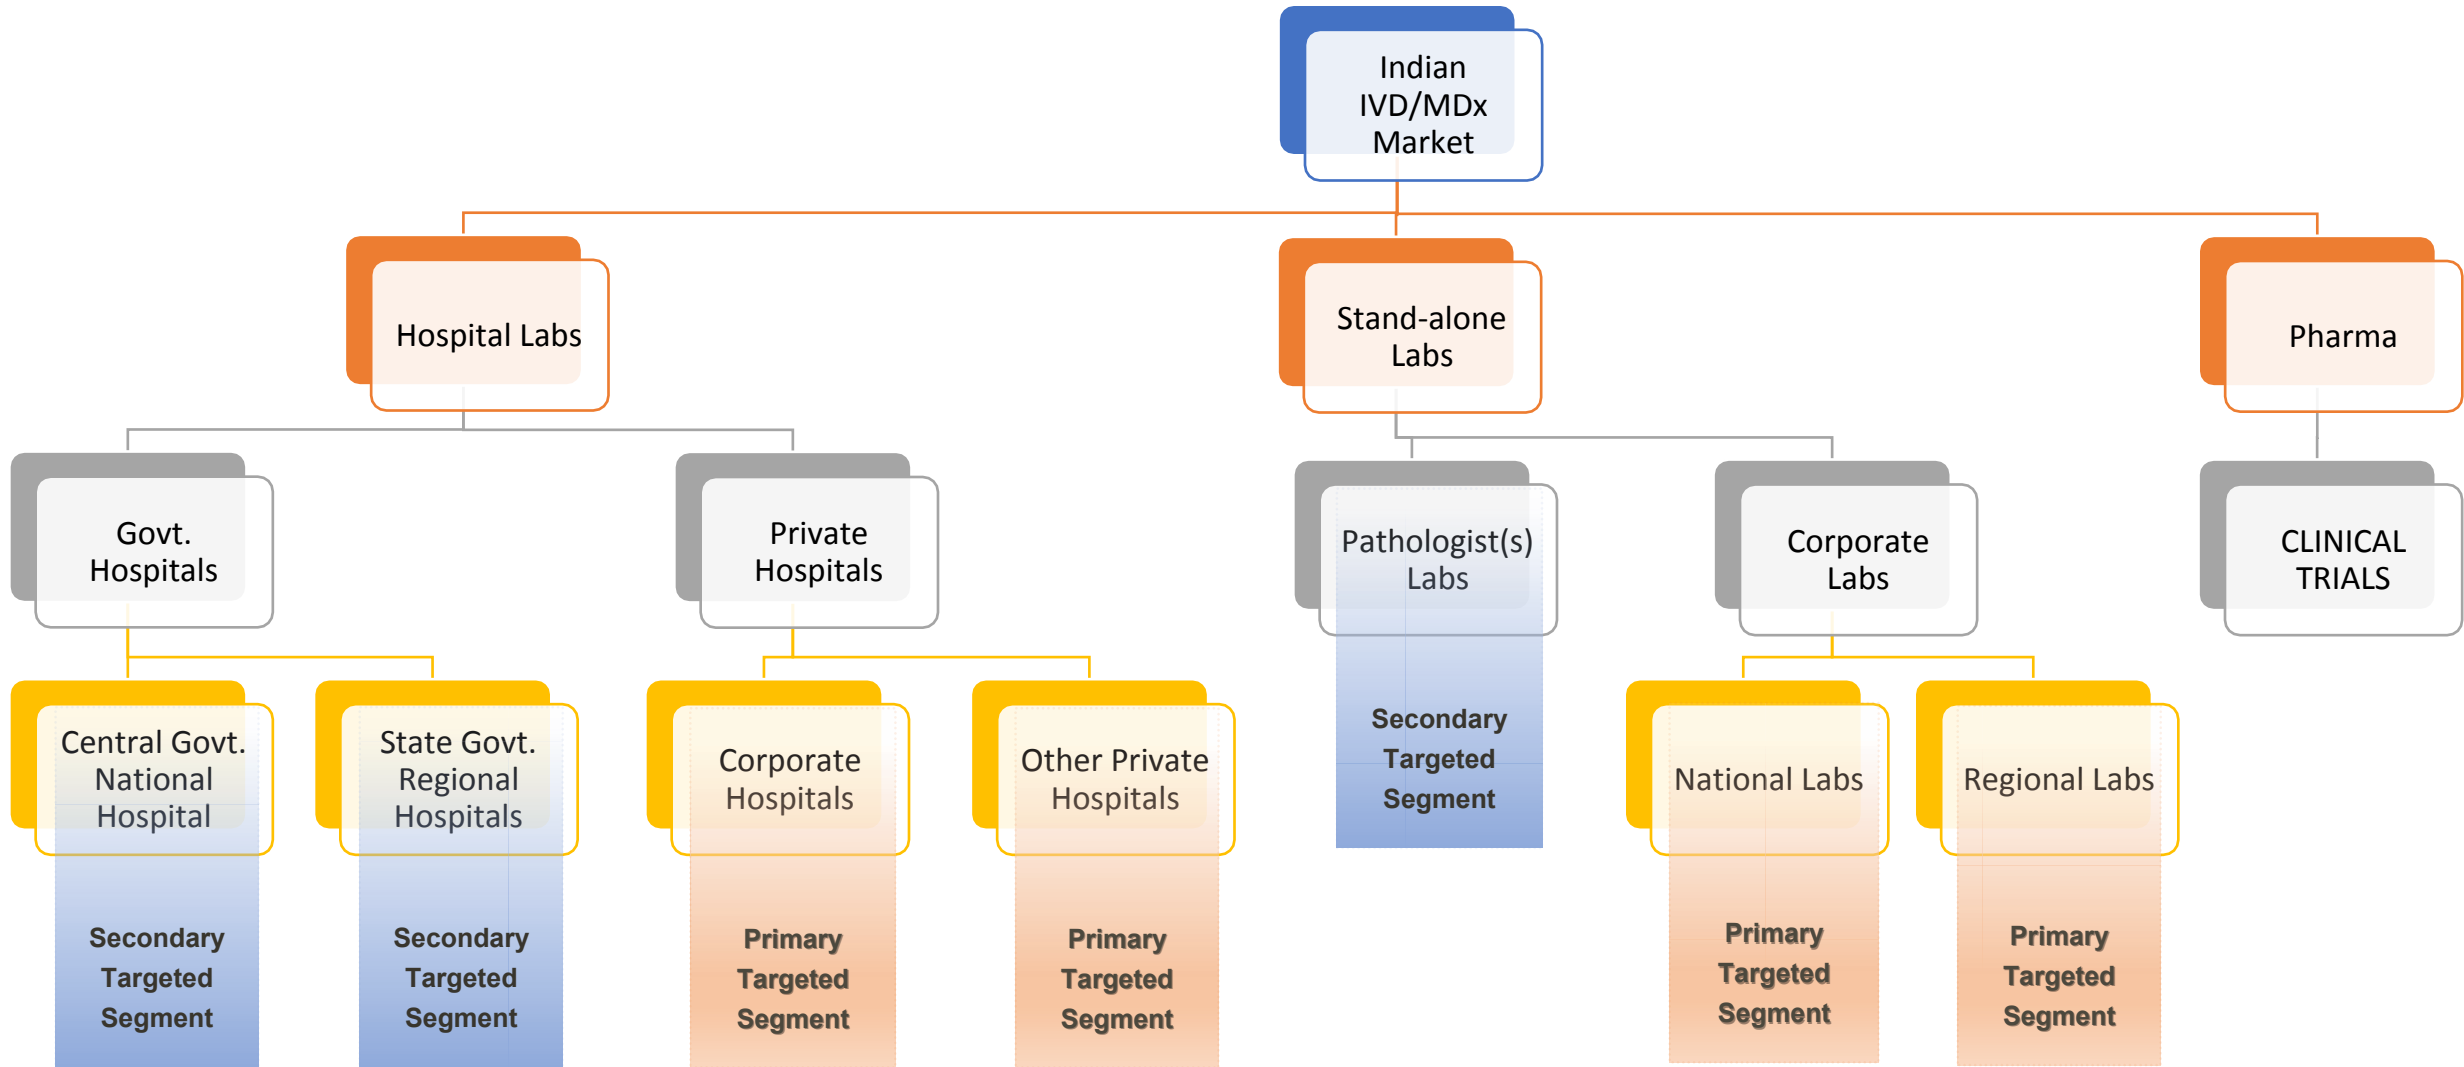 Indian
IVD/MDx
Market
Hospital Labs
Stand-alone
Labs
Pharma
Govt.
Hospitals
Private
Hospitals
Pathologist(s)
Labs
Corporate
Labs
CLINICAL
TRIALS
Central Govt.
National
Hospital
State Govt.
Regional
Hospitals
Corporate
Hospitals
Other Private
Hospitals
Secondary
Targeted
Segment
National Labs
Regional Labs
Secondary
Targeted
Segment
Secondary
Targeted
Segment
Primary
Targeted
Segment
Primary
Targeted
Segment
Primary
Targeted
Segment
Primary
Targeted
Segment